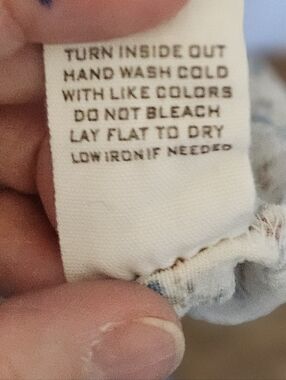 TURN INSIDE OUT
HAND WASH COLD
WITH LIKE COLORS
DO NOT BLEACH
LAY FLAT TO DRY
LOW IRON IF NEEDED